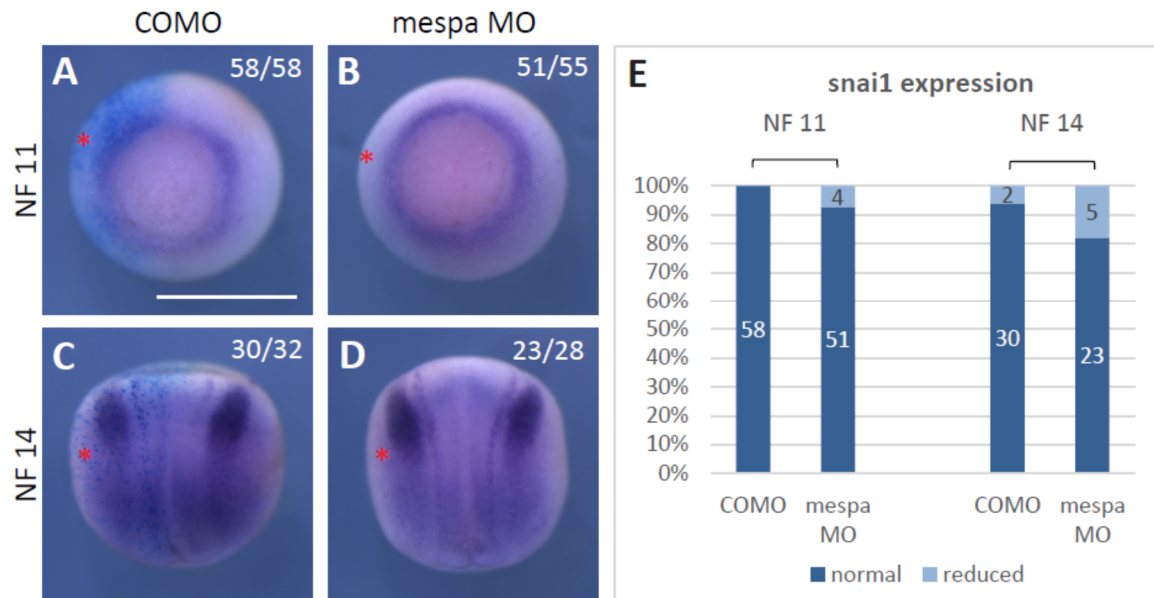 COMO mespa MO
NF 11
A 58/58
*
B 51/55
*
NF 14
C 30/32
*
D 23/28
*
E
snai1 expression
NF 11 NF 14
100%
90%
80%
70%
60%
50%
40%
30%
20%
10%
0%
4
2
5
58
51
30
23
COMO mespa MO COMO mespa MO
normal reduced